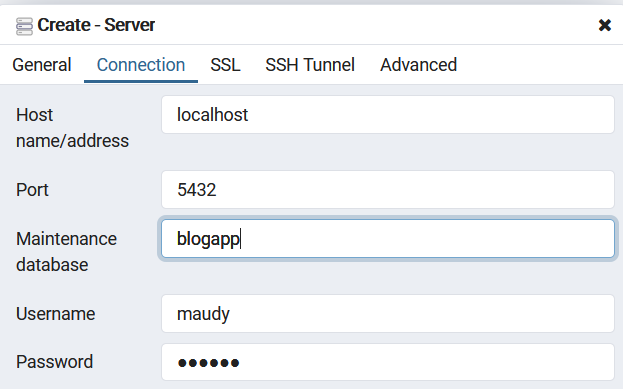 Create - Server
General Connection SSL SSH Tunnel Advanced
Host name/address localhost
Port 5432
Maintenance database blogapp
Username maudy
Password ●●●●●●